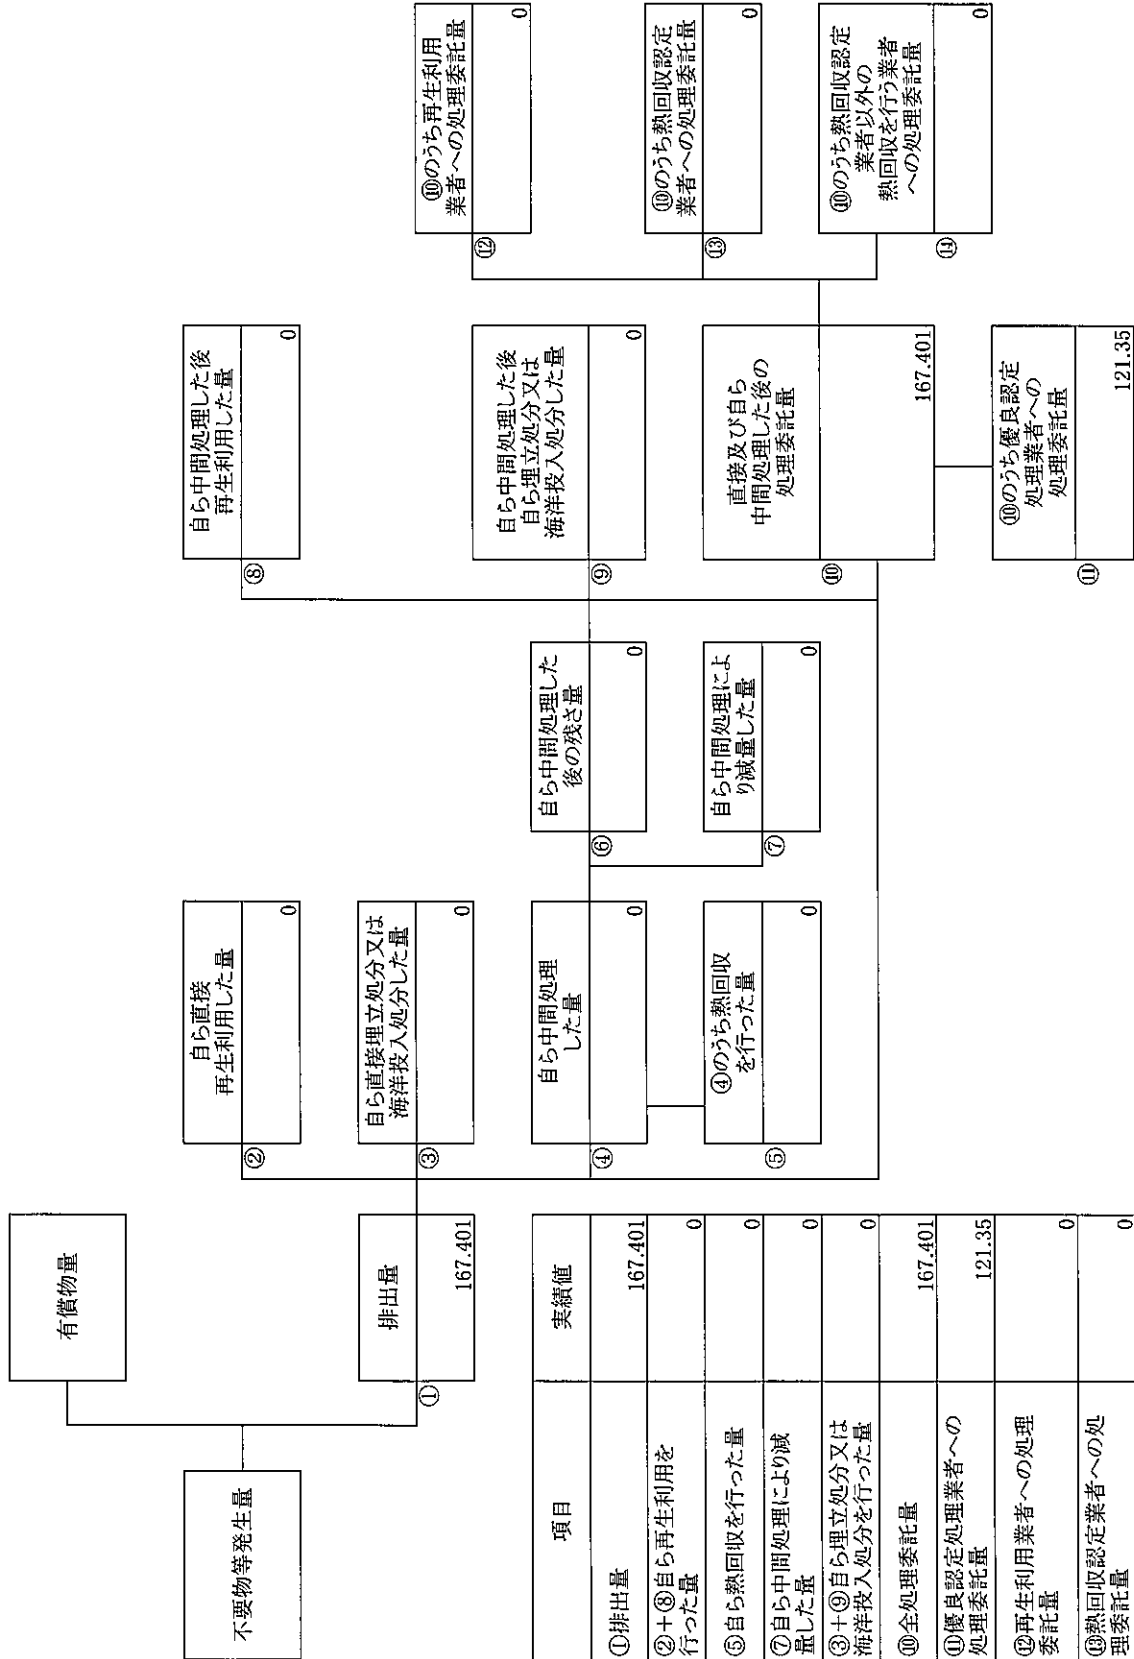 不要物等発生量
有償物量
①
排出量
167.401
②
自ら直接
再生利用した量
0
③
自ら直接埋立処分又は
海洋投入処分した量
0
④
自ら中間処理
した量
0
⑤
④のうち熱回収
を行った量
0
⑥
自ら中間処理した
後の残さ量
0
⑦
自ら中間処理によ
り減量した量
0
⑧
自ら中間処理した後
再生利用した量
0
⑨
自ら中間処理した後
自ら埋立処分又は
海洋投入処分した量
0
⑩
直接及び自ら
中間処理した後の
処理委託量
167.401
⑪
⑩のうち優良認定
処理業者への
処理委託量
121.35
⑫
⑩のうち再生利用
業者への処理委託量
0
⑬
⑩のうち熱回収認定
業者への処理委託量
0
⑭
⑩のうち熱回収認定
業者以外の
熱回収を行う業者
への処理委託量
0
項目 実績値
①排出量 167.401
②+⑧自ら再生利用を
行った量 0
⑤自ら熱回収を行った量 0
⑦自ら中間処理により減
量した量 0
③+⑨自ら埋立処分又は
海洋投入処分を行った量 0
⑩全処理委託量 167.401
⑪優良認定処理業者への
処理委託量 121.35
⑫再生利用業者への処理
委託量 0
⑬熱回収認定業者への処
理委託量 0